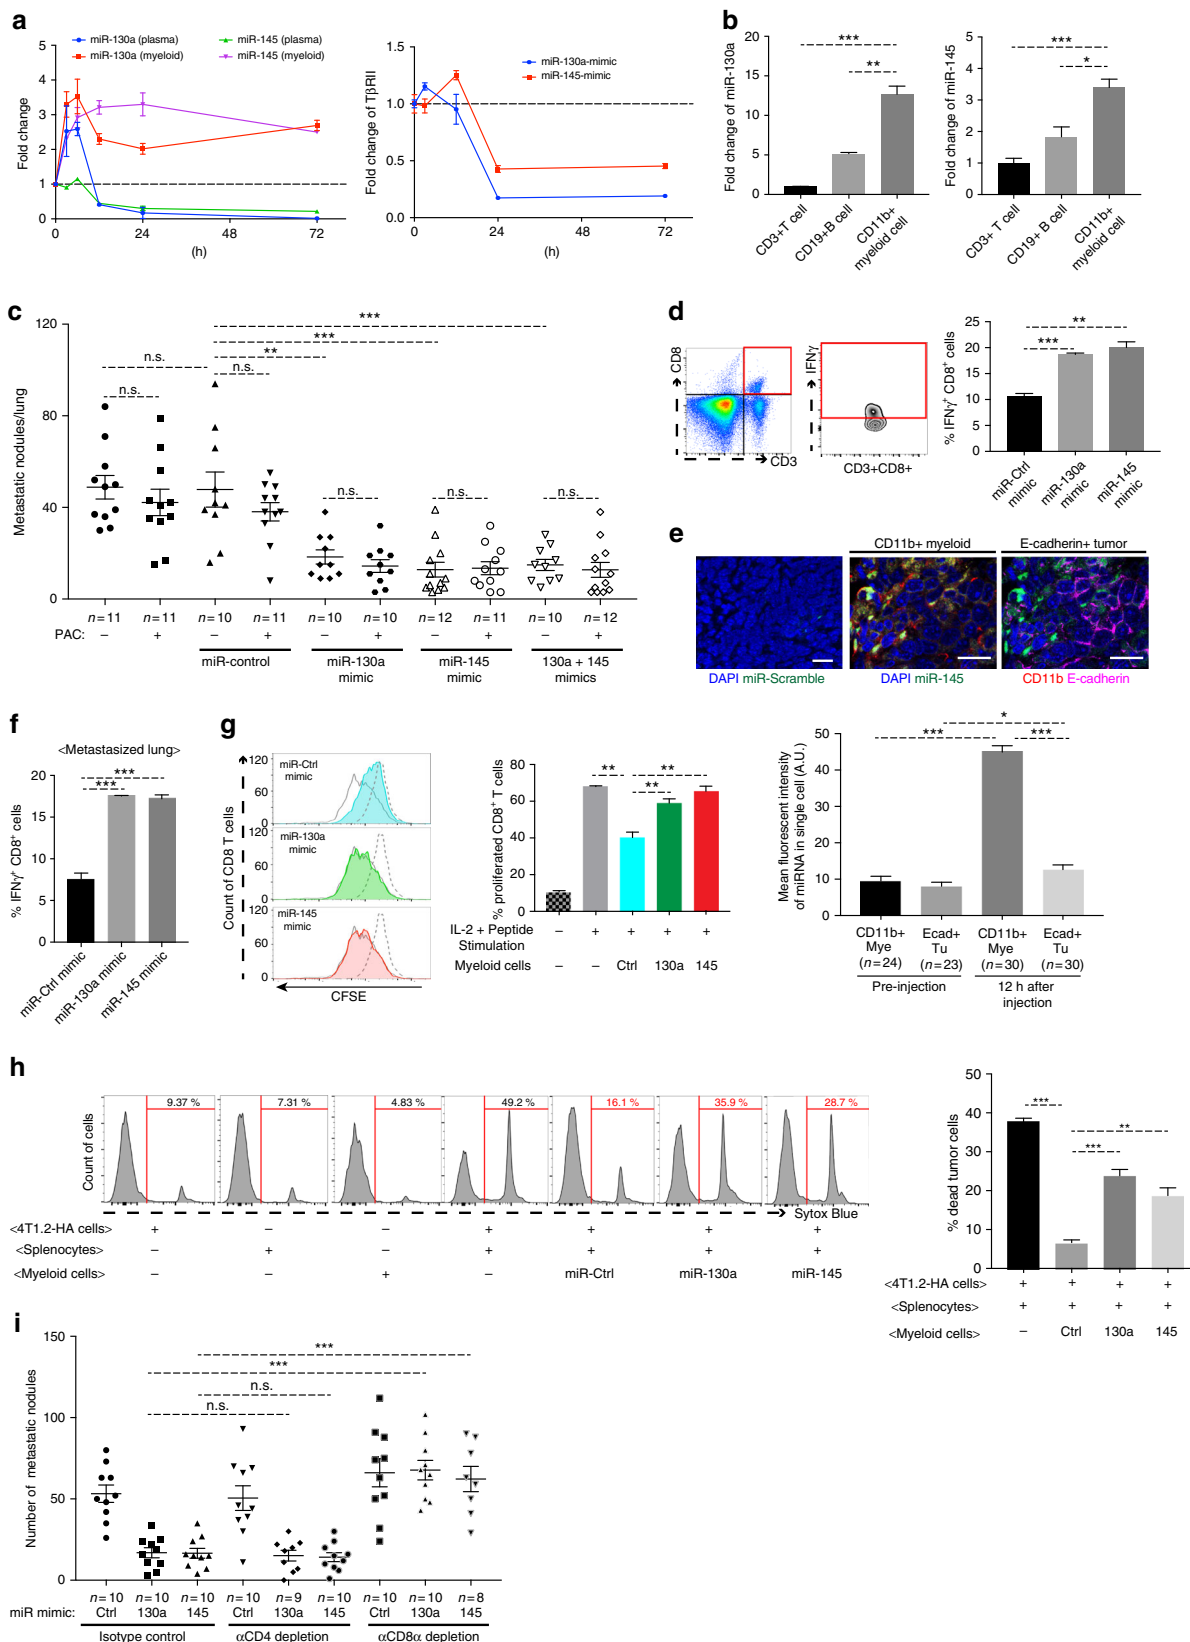 a
miR-130a (plasma)
miR-145 (plasma)
miR-130a (myeloid)
miR-145 (myeloid)
Fold change
5
4
3
2
1
0
0
24
48
72
(h)
miR-130a-mimic
miR-145-mimic
Fold change of TβRII
1.5
1.0
0.5
0.0
0
24
48
72
(h)
b
***
**
Fold change of miR-130a
20
15
10
5
0
CD3+ T cell
CD19+B cell
CD11b+
myeloid cell
***
*
Fold change of miR-145
5
4
3
2
1
0
CD3+ T cell
CD19+ B cell
CD11b+
myeloid cell
c
Metastatic nodules/lung
120
80
40
0
***
***
**
n.s.
n.s.
n.s.
n.s.
n.s.
n.s.
n=11 n=11 n=10 n=11 n=10 n=10 n=12 n=11 n=10 n=12
PAC: – + – + – + – + – +
miR-control
miR-130a
mimic
miR-145
mimic
130a + 145
mimics
d
CD8
CD3
IFNγ
CD3+CD8+
% IFNγ+ CD8+ cells
25
20
15
10
5
0
**
***
miR-Ctrl
mimic
miR-130a
mimic
miR-145
mimic
e
CD11b+ myeloid
E-cadherin+ tumor
DAPI miR-Scramble
DAPI miR-145
CD11b E-cadherin
Mean fluorescent intensity
of miRNA in single cell (A.U.)
50
40
30
20
10
0
*
***
***
CD11b+
Mye
(n=24)
Ecad+
Tu
(n=23)
CD11b+
Mye
(n=30)
Ecad+
Tu
(n=30)
Pre-injection
12 h after
injection
f
<Metastasized lung>
% IFNγ+ CD8+ cells
20
15
10
5
0
***
***
miR-Ctrl mimic
miR-130a mimic
miR-145 mimic
g
Count of CD8 T cells
120
90
60
30
0
miR-Ctrl
mimic
120
90
60
30
0
miR-130a
mimic
120
90
60
30
0
miR-145
mimic
CFSE
% proliferated CD8+ T cells
80
60
40
20
0
**
**
**
IL-2 + Peptide
Stimulation
– + + + +
Myeloid cells – – Ctrl 130a 145
h
Count of cells
9.37 %
7.31 %
4.83 %
49.2 %
16.1 %
35.9 %
28.7 %
Sytox Blue
<4T1.2-HA cells> + – – + + + +
<Splenocytes> – + – + + + +
<Myeloid cells> – – + – miR-Ctrl miR-130a miR-145
% dead tumor cells
50
40
30
20
10
0
***
**
***
<4T1.2-HA cells> + + + +
<Splenocytes> + + + +
<Myeloid cells> – Ctrl 130a 145
i
Number of metastatic nodules
150
100
50
0
***
***
n.s.
n.s.
n=10 n=10 n=10 n=10 n=9 n=10 n=10 n=10 n=8
miR mimic: Ctrl 130a 145 Ctrl 130a 145 Ctrl 130a 145
Isotype control
αCD4 depletion
αCD8α depletion